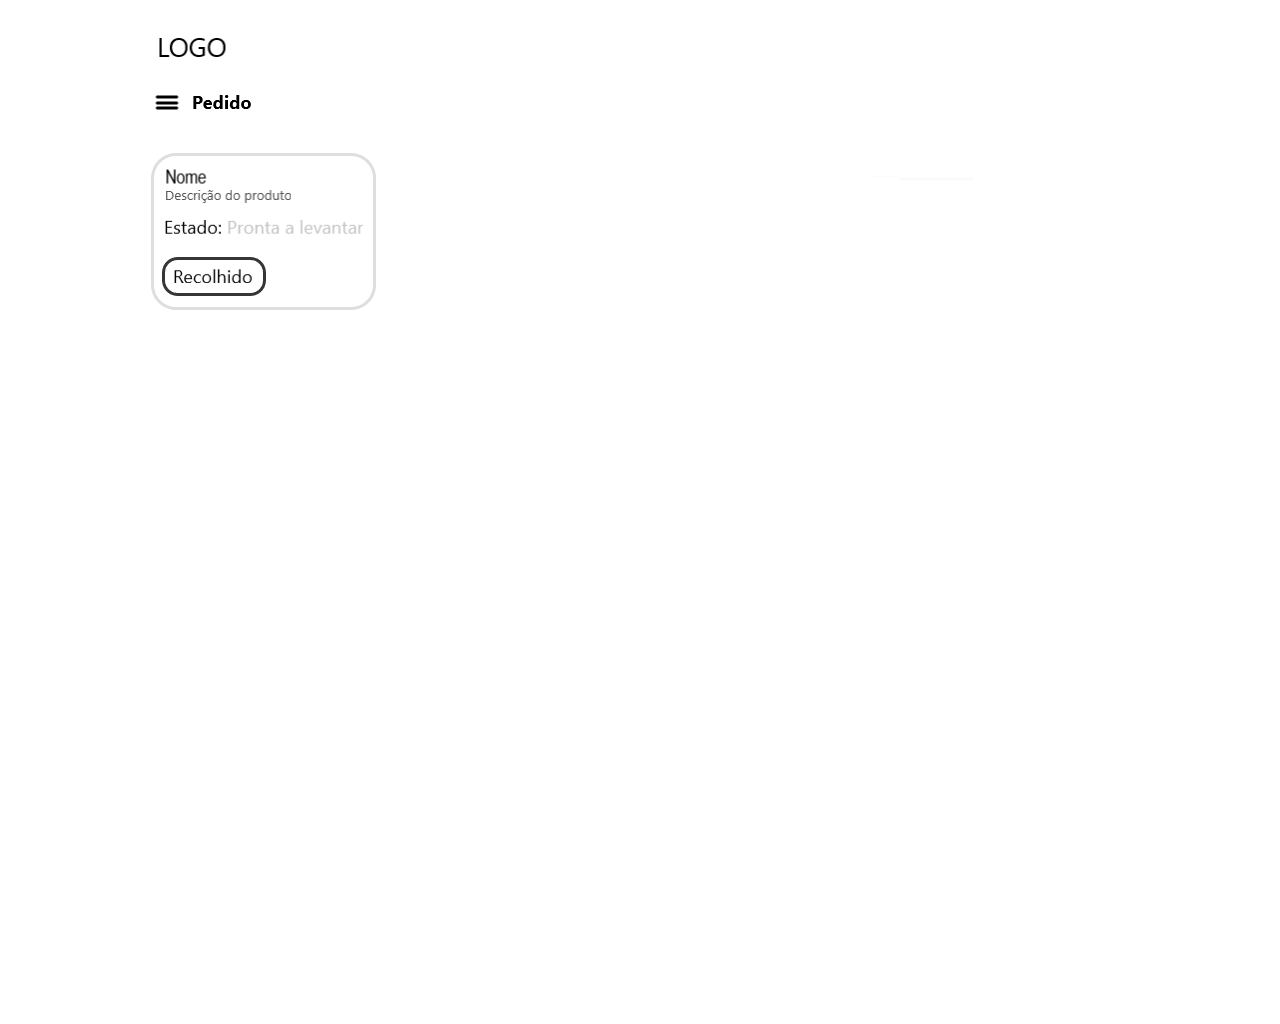 LOGO
Pedido
Nome
Descrição do produto
Estado: Pronta a levantar
Recolhido